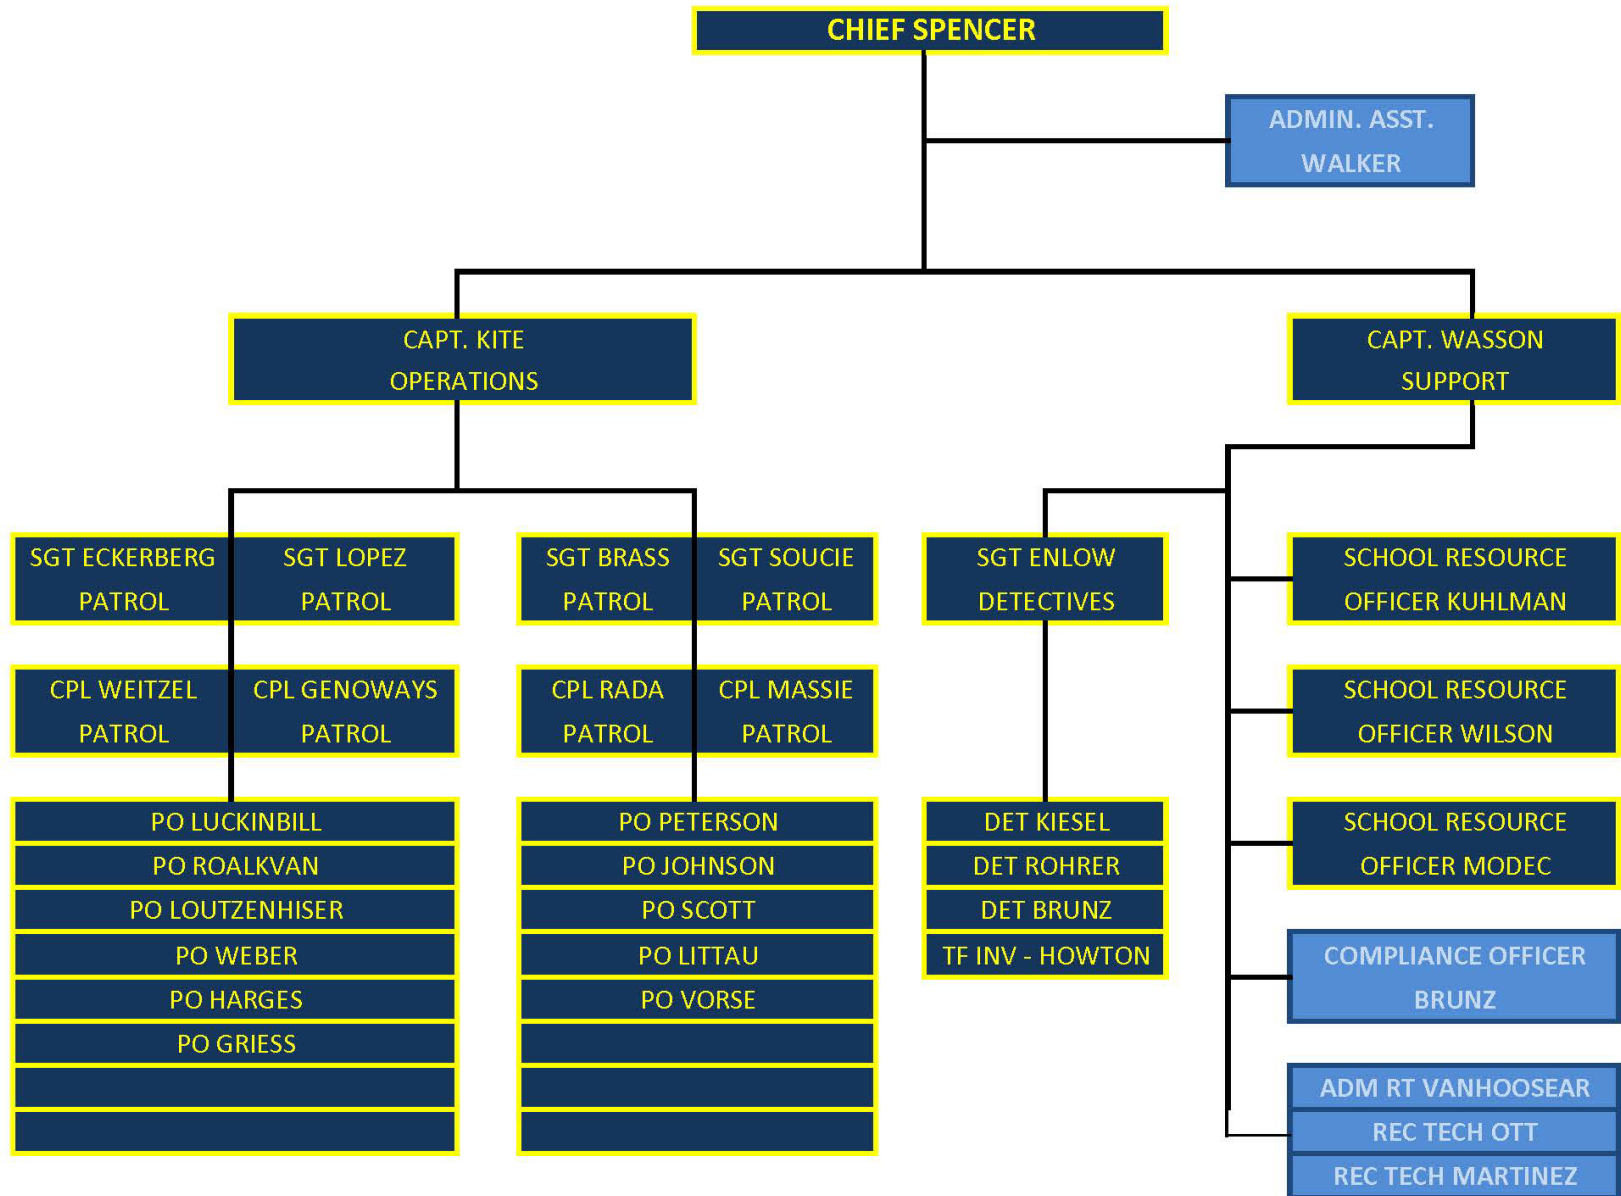 CHIEF SPENCER
ADMIN. ASST.
WALKER
CAPT. KITE
OPERATIONS
CAPT. WASSON
SUPPORT
SGT ECKERBERG
PATROL
SGT LOPEZ
PATROL
SGT BRASS
PATROL
SGT SOUCIE
PATROL
SGT ENLOW
DETECTIVES
SCHOOL RESOURCE
OFFICER KUHLMAN
CPL WEITZEL
PATROL
CPL GENOWAYS
PATROL
CPL RADA
PATROL
CPL MASSIE
PATROL
SCHOOL RESOURCE
OFFICER WILSON
PO LUCKINBILL
PO ROALKVAN
PO LOUTZENHISER
PO WEBER
PO HARGES
PO GRIESS
PO PETERSON
PO JOHNSON
PO SCOTT
PO LITTAU
PO VORSE
DET KIESEL
DET ROHRER
DET BRUNZ
TF INV - HOWTON
SCHOOL RESOURCE
OFFICER MODEC
COMPLIANCE OFFICER
BRUNZ
ADM RT VANHOOSEAR
REC TECH OTT
REC TECH MARTINEZ